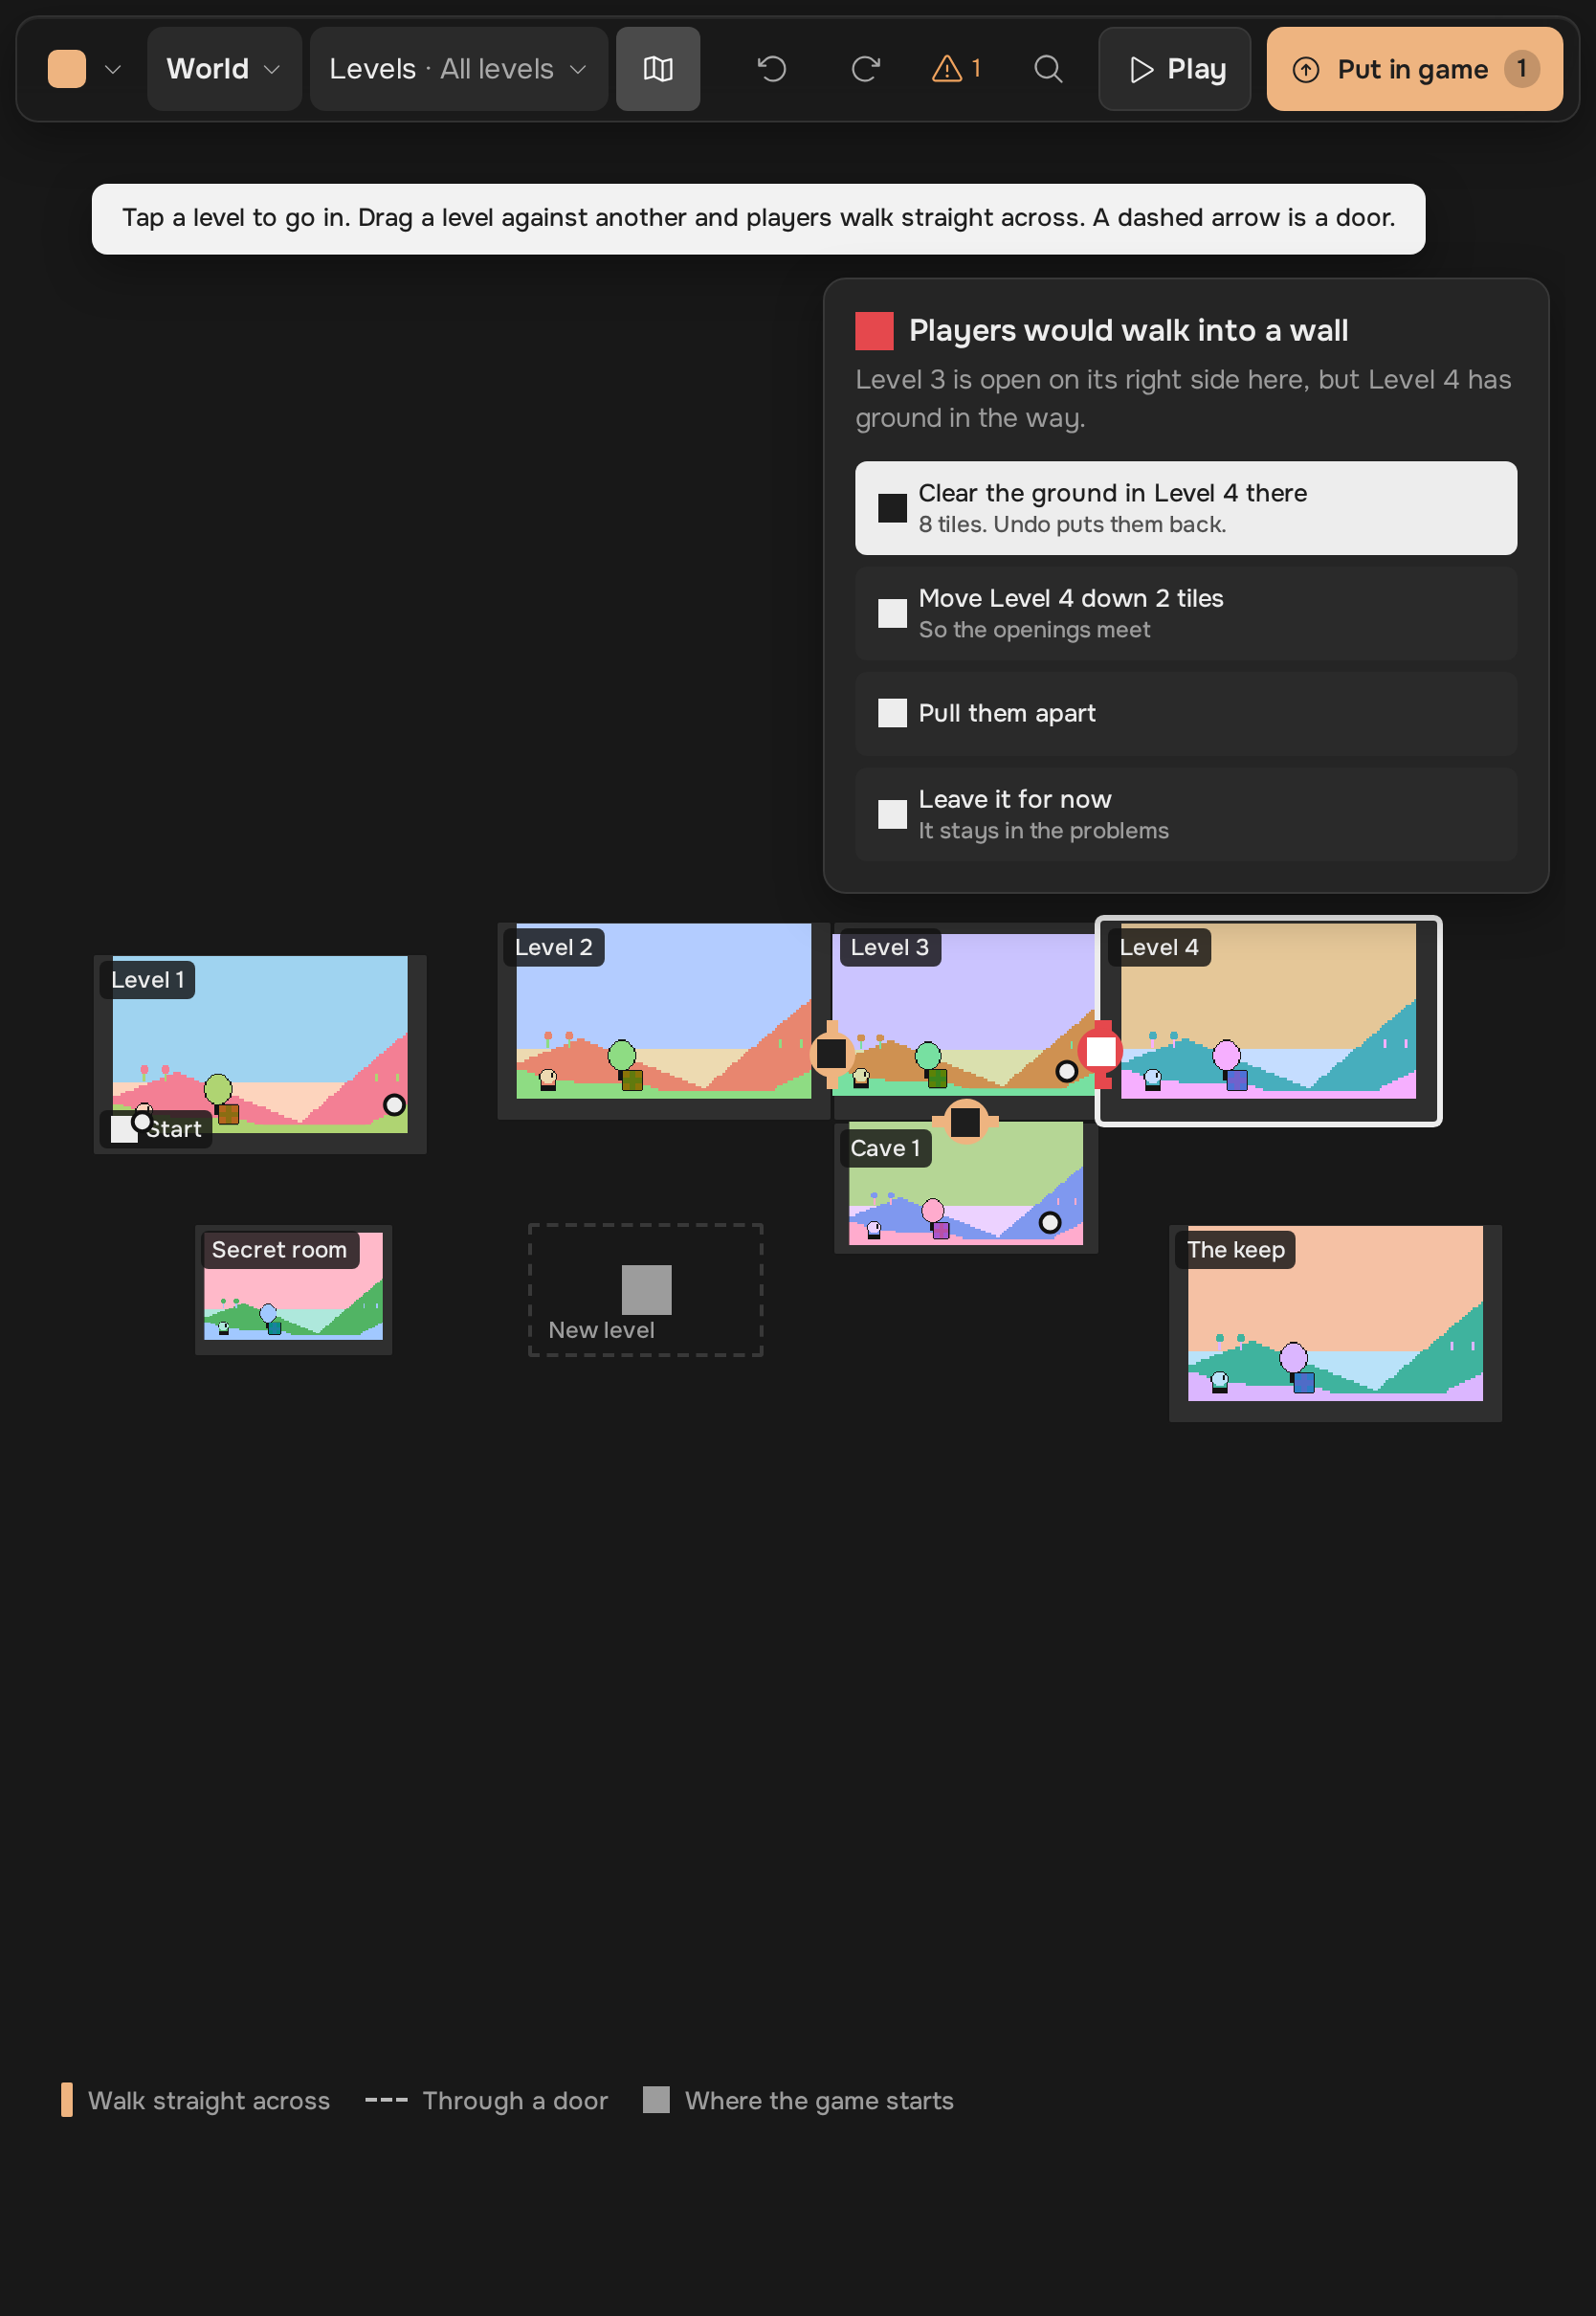 World
Levels · All levels
1
Play
Put in game 1
Tap a level to go in. Drag a level against another and players walk straight across. A dashed arrow is a door.
Players would walk into a wall
Level 3 is open on its right side here, but Level 4 has
ground in the way.
Clear the ground in Level 4 there
8 tiles. Undo puts them back.
Move Level 4 down 2 tiles
So the openings meet
Pull them apart
Leave it for now
It stays in the problems
Level 1
Level 2
Level 3
Level 4
Start
Cave 1
Secret room
New level
The keep
Walk straight across
Through a door
Where the game starts